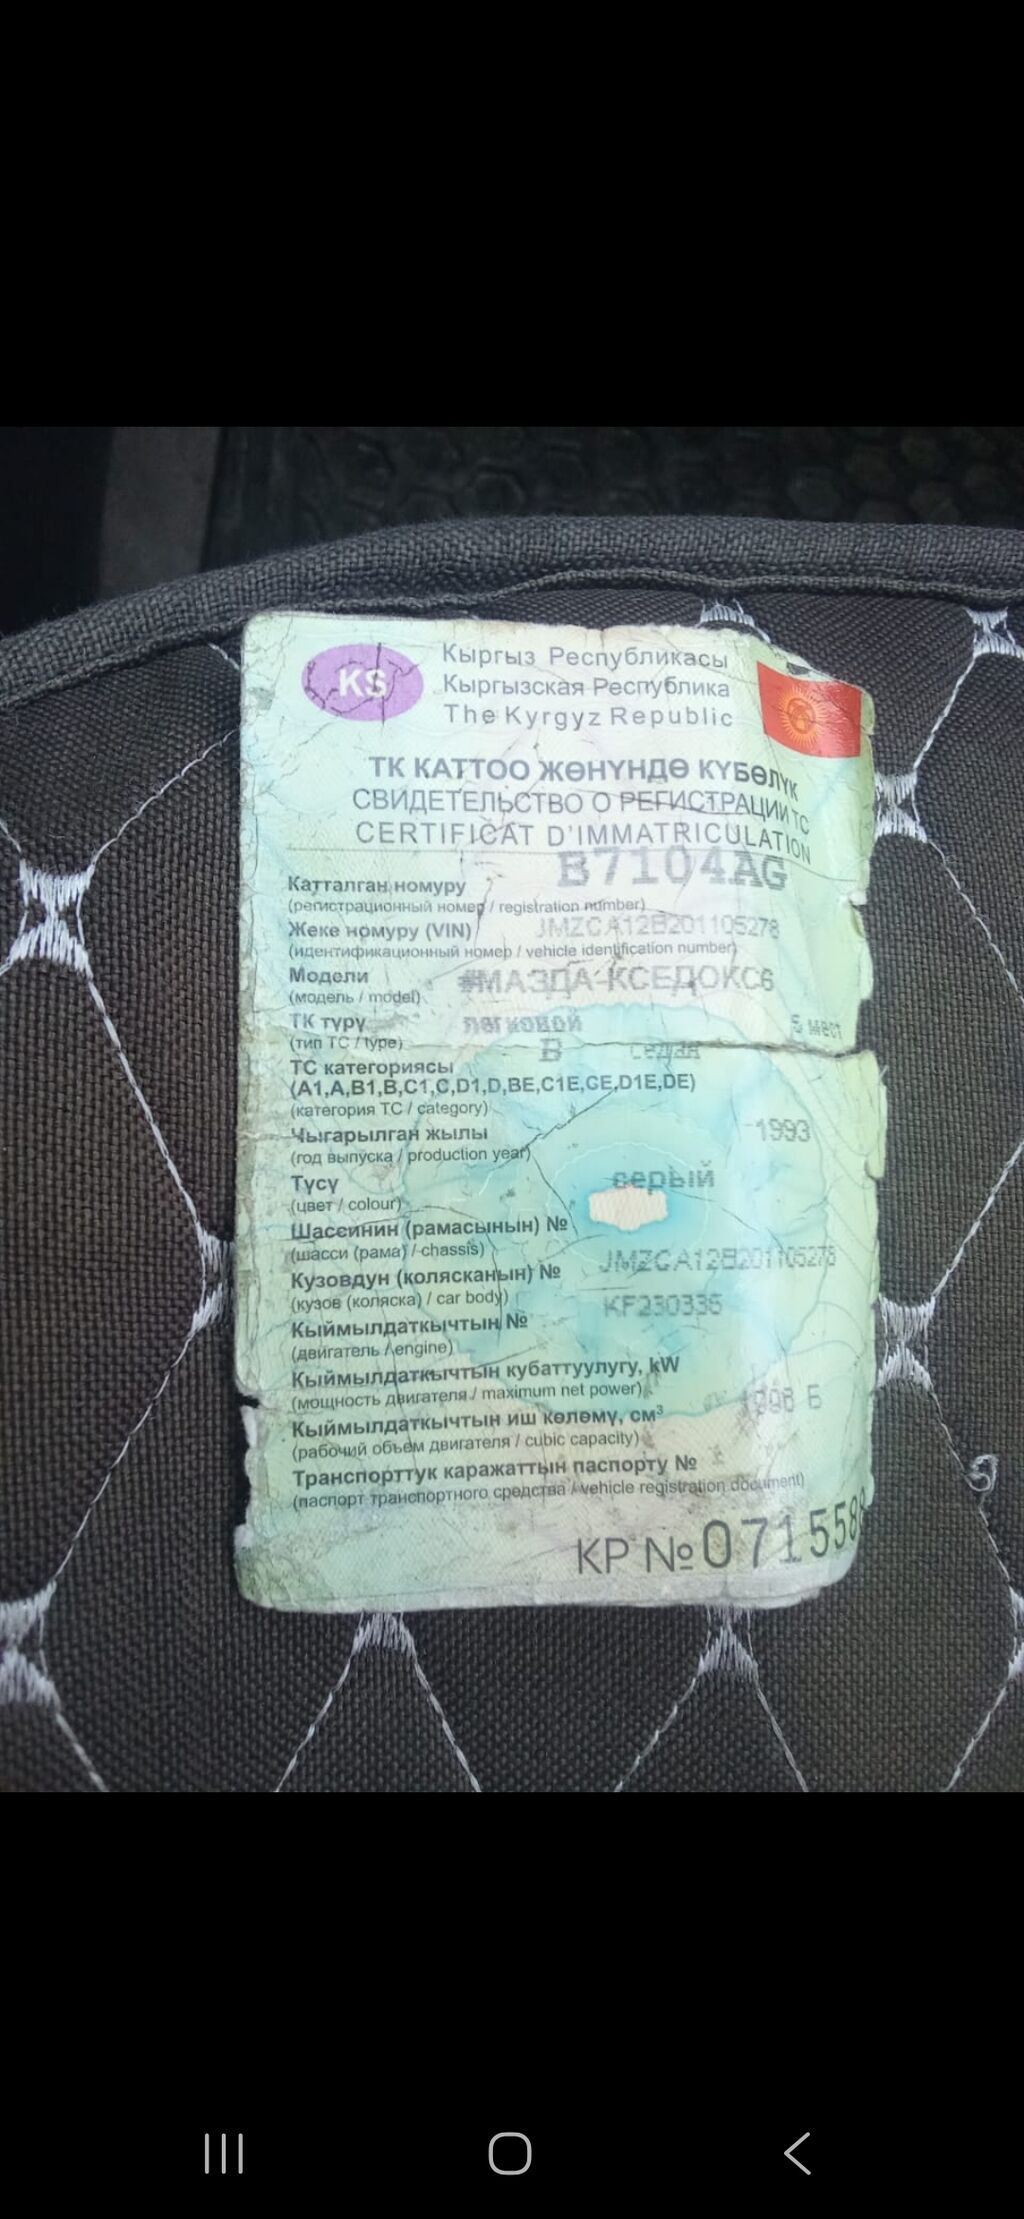 KS
Кыргыз Республикасы
Кыргызская Республика
The Kyrgyz Republic
ТК КАТТОО ЖӨНҮНДӨ КҮБӨЛҮК
СВИДЕТЕЛЬСТВО О РЕГИСТРАЦИИ ТС
CERTIFICAT D'IMMATRICULATION
B7104AG
Катталган номуру
(регистрационный номер / registration number)
Жеке номуру (VIN) JMZCA12B201105278
(идентификационный номер / vehicle identification number)
Модели #МАЗДА-КСЕДОКС6
(модель / model)
ТК түрү легковой 5 мест
(тип ТС / type) B седан
ТС категориясы
(A1,A,B1,B,C1,C,D1,D,BE,C1E,CE,D1E,DE)
(категория ТС / category)
Чыгарылган жылы 1993
(год выпуска / production year)
Түсү серый
(цвет / colour)
Шассинин (рамасынын) №
(шасси (рама) / chassis) JMZCA12B201105278
Кузовдун (колясканын) №
(кузов (коляска) / car body) KF230335
Кыймылдаткычтын №
(двигатель / engine)
Кыймылдаткычтын кубаттуулугу, kW
(мощность двигателя / maximum net power) Б
Кыймылдаткычтын иш көлөмү, см³
(рабочий объём двигателя / cubic capacity)
Транспорттук каражаттын паспорту №
(паспорт транспортного средства / vehicle registration document)
КР №